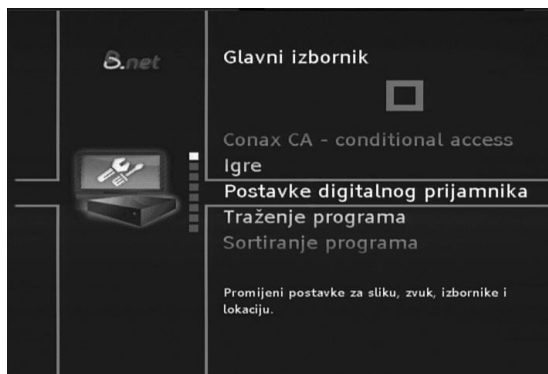 B.net
Glavni izbornik
Conax CA - conditional access
Igre
Postavke digitalnog prijamnika
Traženje programa
Sortiranje programa
Promijeni postavke za sliku, zvuk, izbornike i
lokaciju.